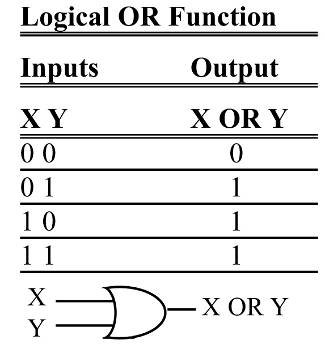 Logical OR Function
Inputs Output
X Y X OR Y
0 0 0
0 1 1
1 0 1
1 1 1
X X OR Y
Y